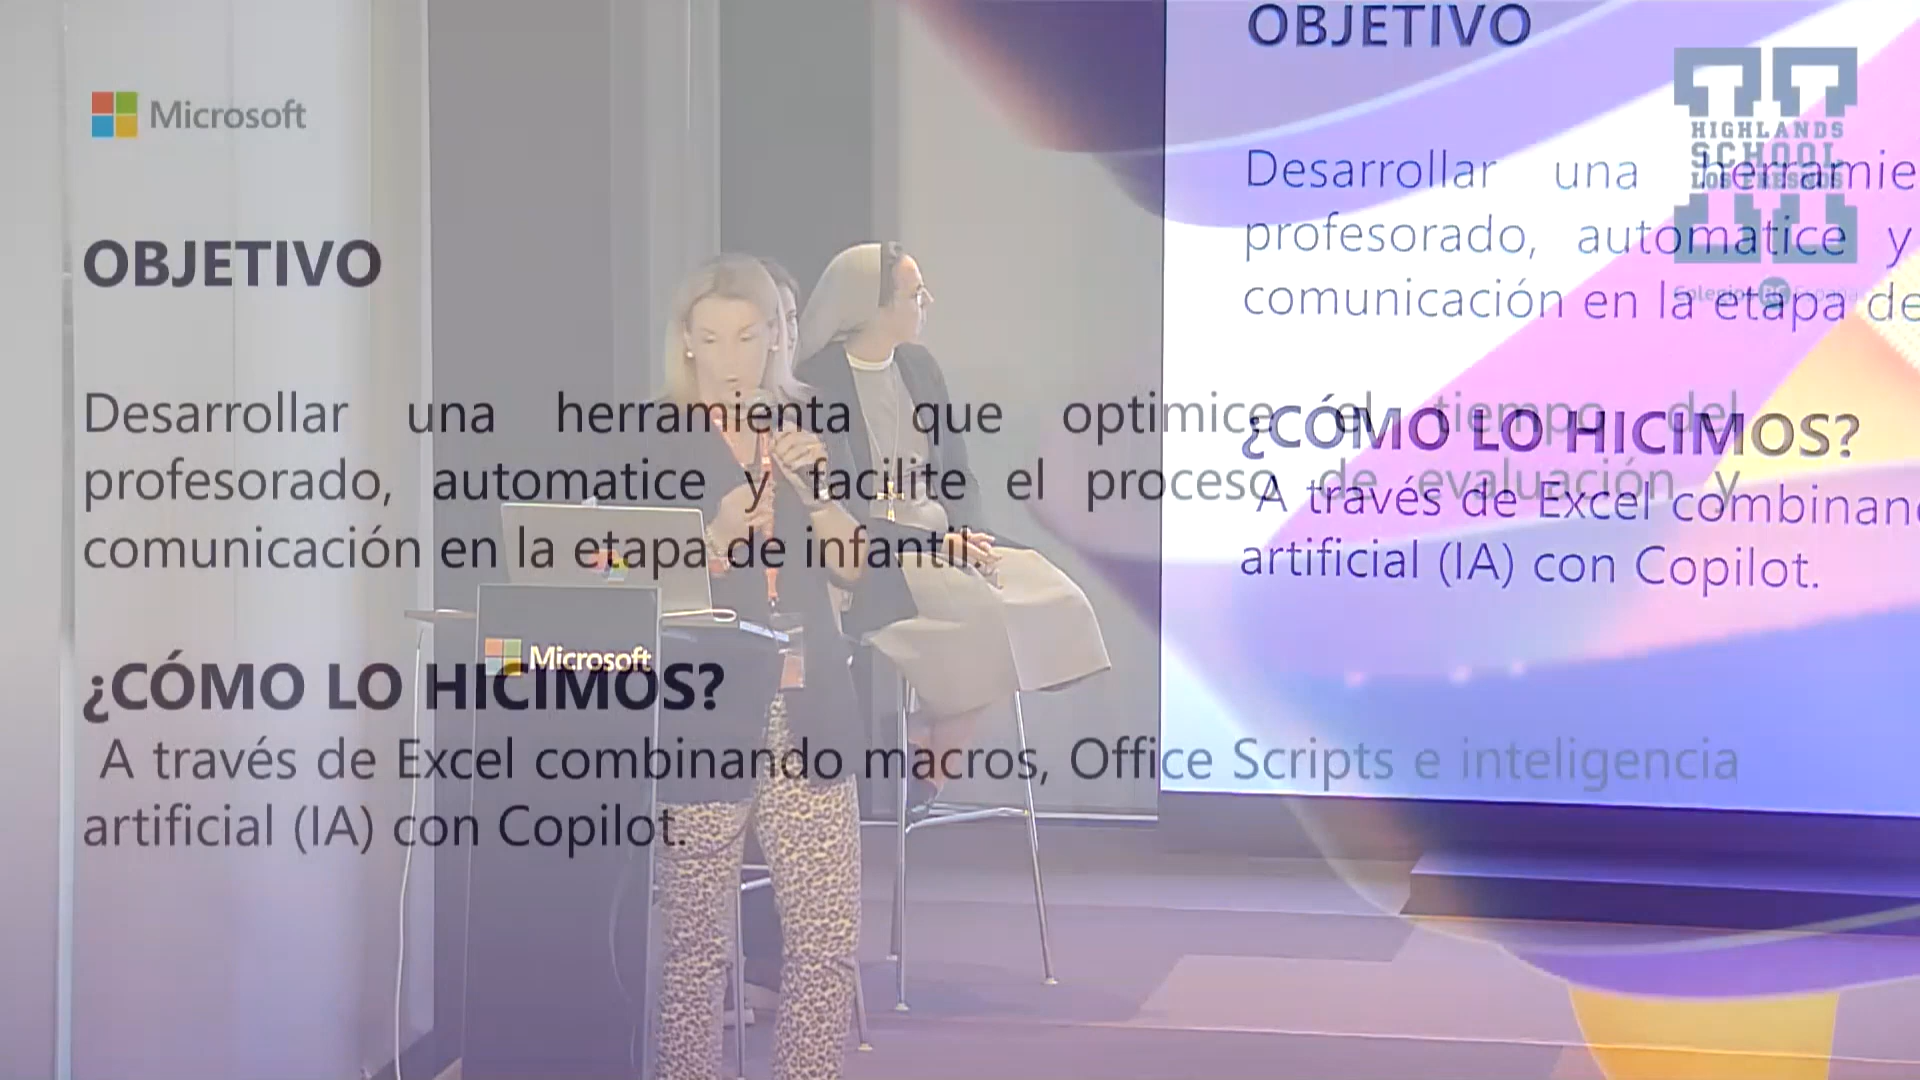 Microsoft
OBJETIVO
Desarrollar una herramienta que optimice el tiempo del
profesorado, automatice y facilite el proceso de evaluación y
comunicación en la etapa de infantil.
¿CÓMO LO HICIMOS?
A través de Excel combinando macros, Office Scripts e inteligencia
artificial (IA) con Copilot.
Microsoft
OBJETIVO
Desarrollar una herramie
profesorado, automatice y
comunicación en la etapa de
¿CÓMO LO HICIMOS?
A través de Excel combinan
artificial (IA) con Copilot.
HIGHLANDS
SCHOOL
LOS FRESNOS